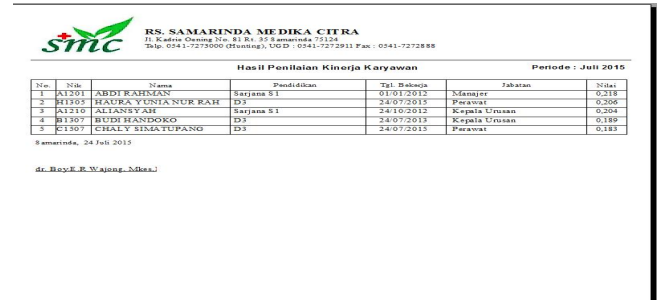 smc
RS. SAMARINDA MEDIKA CITRA
Jl. Kadrie Oening No. 81 Rt. 35 Samarinda 75124
Telp. 0541-7273000 (Hunting), UGD : 0541-7272911 Fax : 0541-7272888
Hasil Penilaian Kinerja Karyawan Periode : Juli 2015
No. Nik Nama Pendidikan Tgl. Bekerja Jabatan Nilai
1 A1201 ABDI RAHMAN Sarjana S1 01/01/2012 Manajer 0,218
2 H1305 HAURA YUNIA NUR RAH D3 24/07/2015 Perawat 0,206
3 A1210 ALIANSYAH Sarjana S1 24/10/2012 Kepala Urusan 0,204
4 B1307 BUDI HANDOKO D3 24/07/2013 Kepala Urusan 0,189
5 C1507 CHALY SIMATUPANG D3 24/07/2015 Perawat 0,183
Samarinda, 24 Juli 2015
dr. Boy.E.R Wajong, Mkes.